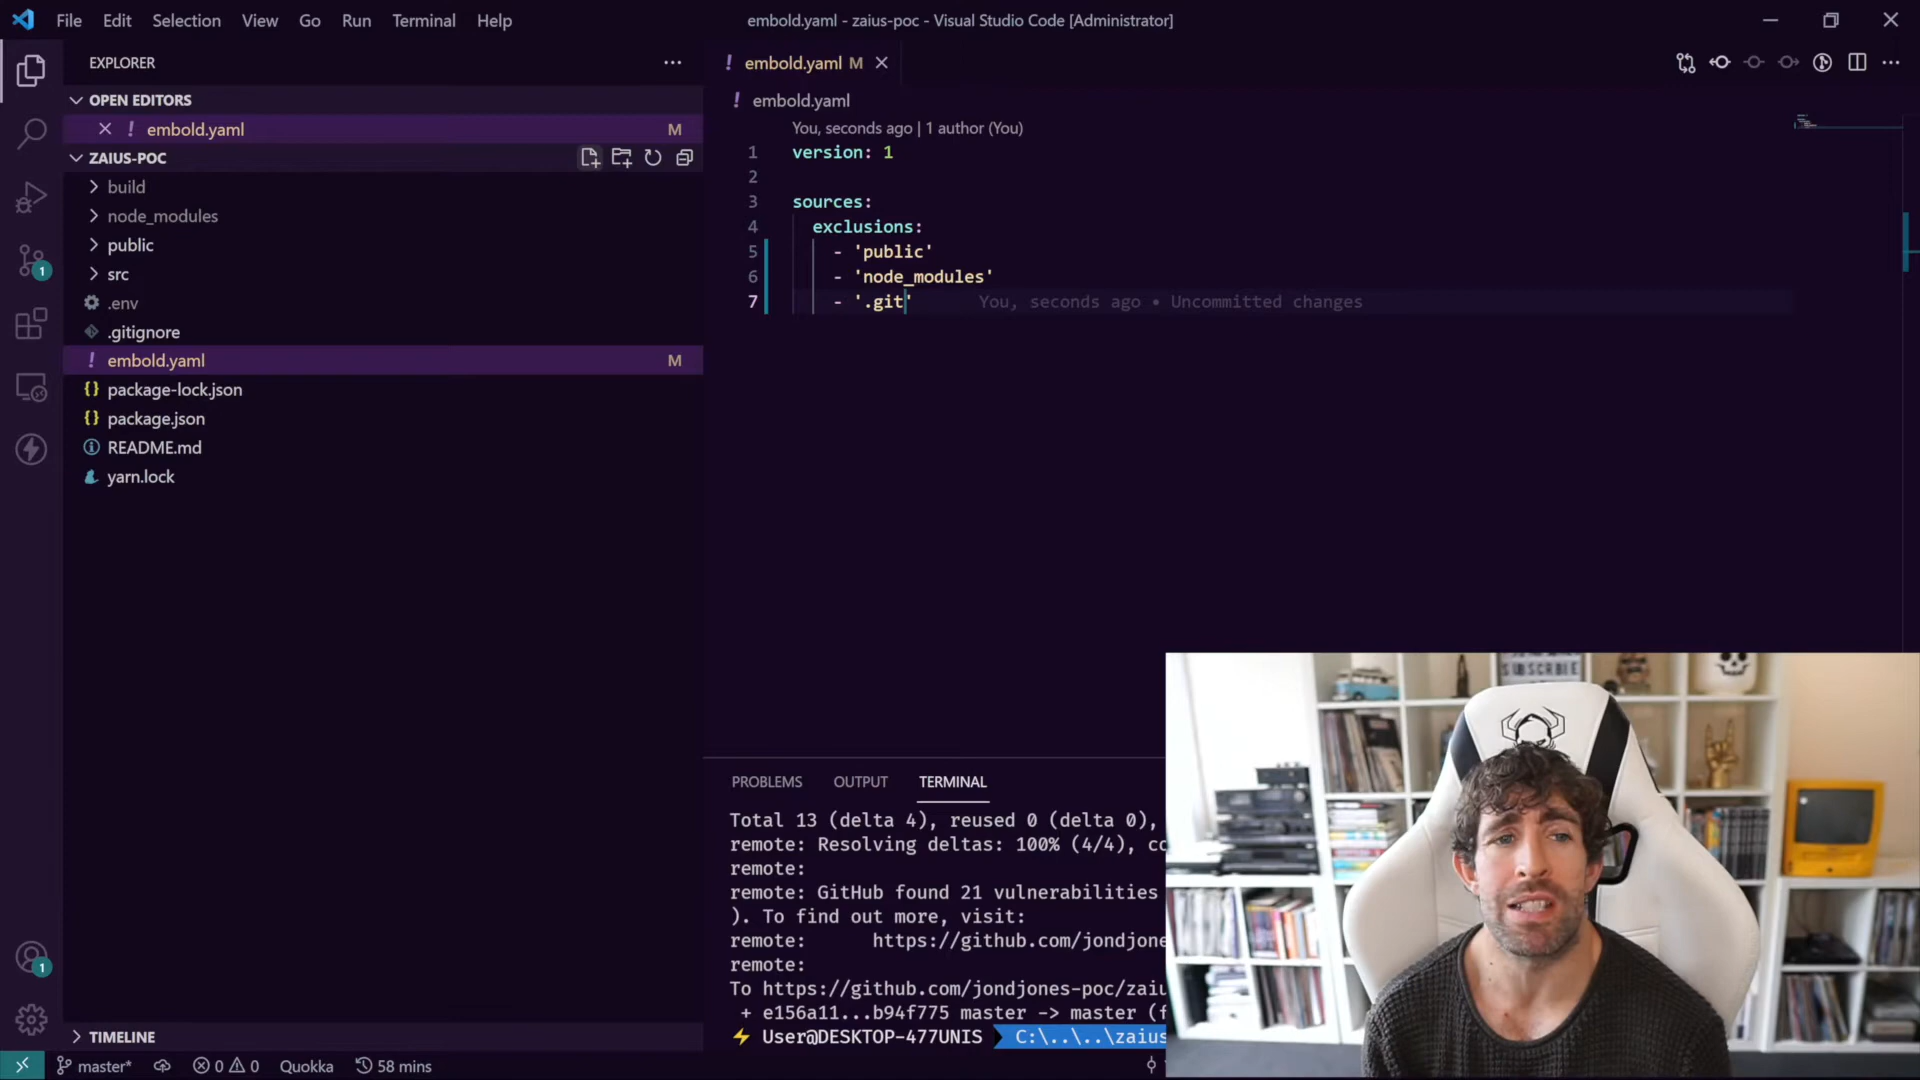 File Edit Selection View Go Run Terminal Help
embold.yaml - zaius-poc - Visual Studio Code [Administrator]
EXPLORER
OPEN EDITORS
! embold.yaml M
ZAIUS-POC
build
node_modules
public
src
.env
.gitignore
! embold.yaml M
{} package-lock.json
{} package.json
README.md
yarn.lock
TIMELINE
! embold.yaml M
! embold.yaml
You, seconds ago | 1 author (You)
1 version: 1
2
3 sources:
4 exclusions:
5 - 'public'
6 - 'node_modules'
7 - '.git' You, seconds ago • Uncommitted changes
PROBLEMS OUTPUT TERMINAL
Total 13 (delta 4), reused 0 (delta 0),
remote: Resolving deltas: 100% (4/4), co
remote:
remote: GitHub found 21 vulnerabilities
). To find out more, visit:
remote: https://github.com/jondjone
remote:
To https://github.com/jondjones-poc/zaiu
+ e156a11...b94f775 master -> master (f
User@DESKTOP-477UNIS C:\..\..\zaius
SUBSCRIBE
1
1
master* 0 0 Quokka 58 mins